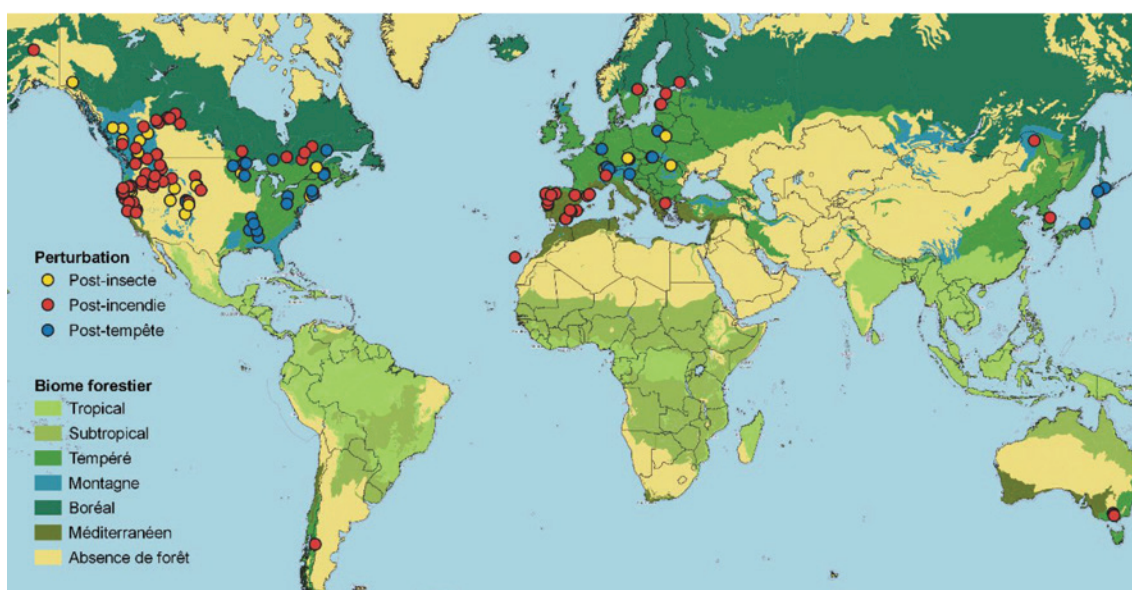 Perturbation
Post-insecte
Post-incendie
Post-tempête
Biome forestier
Tropical
Subtropical
Tempéré
Montagne
Boréal
Méditerranéen
Absence de forêt